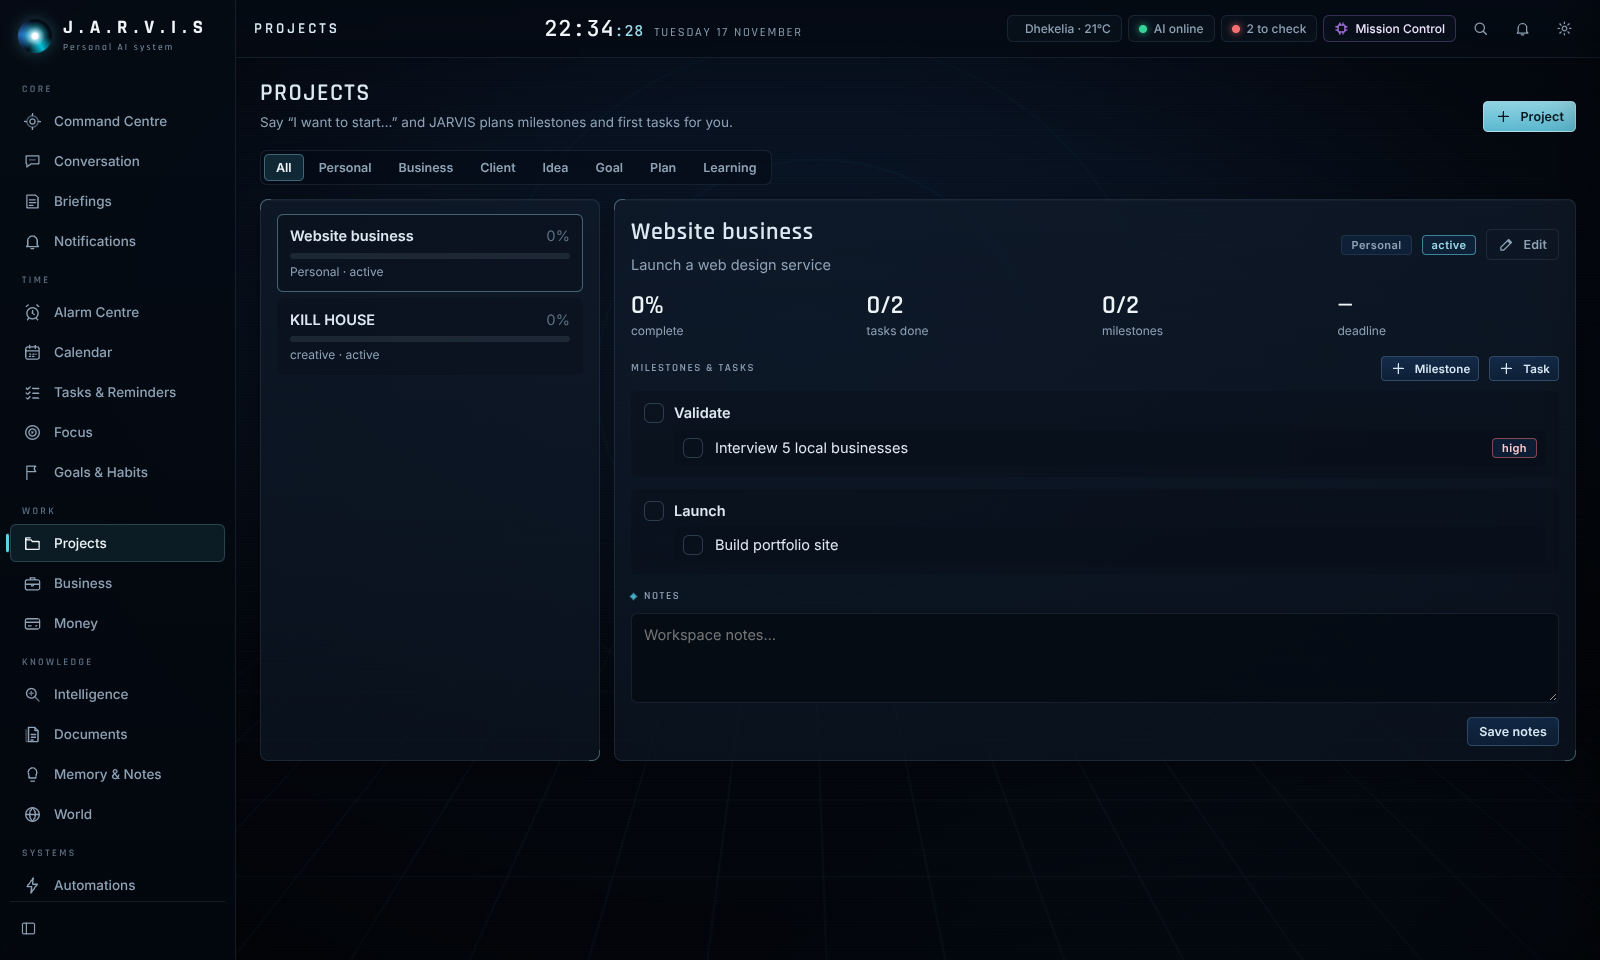 J.A.R.V.I.S
Personal AI system
CORE
Command Centre
Conversation
Briefings
Notifications
TIME
Alarm Centre
Calendar
Tasks & Reminders
Focus
Goals & Habits
WORK
Projects
Business
Money
KNOWLEDGE
Intelligence
Documents
Memory & Notes
World
SYSTEMS
Automations
PROJECTS
22:34:28 TUESDAY 17 NOVEMBER
Dhekelia · 21°C
AI online
2 to check
Mission Control
PROJECTS
Say “I want to start…” and JARVIS plans milestones and first tasks for you.
Project
All Personal Business Client Idea Goal Plan Learning
Website business 0%
Personal · active
KILL HOUSE 0%
creative · active
Website business
Launch a web design service
Personal active Edit
0% 0/2 0/2 —
complete tasks done milestones deadline
MILESTONES & TASKS
Milestone Task
Validate
Interview 5 local businesses high
Launch
Build portfolio site
NOTES
Workspace notes…
Save notes